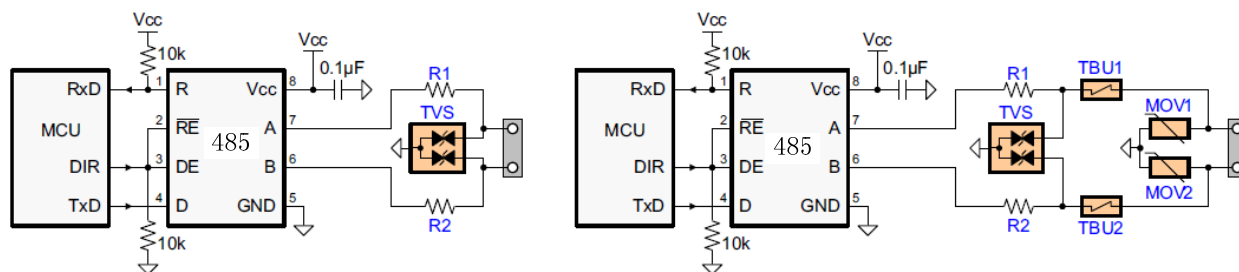 Vcc
10k
Vcc
0.1µF
RxD
1
R
Vcc
8
R1
TVS
MCU
2
RE
485
A
7
DIR
3
DE
B
6
TxD
4
D
GND
5
R2
10k
Vcc
10k
Vcc
0.1µF
RxD
1
R
Vcc
8
R1
TBU1
TVS
MOV1
MCU
2
RE
485
A
7
DIR
3
DE
B
6
MOV2
TxD
4
D
GND
5
R2
TBU2
10k